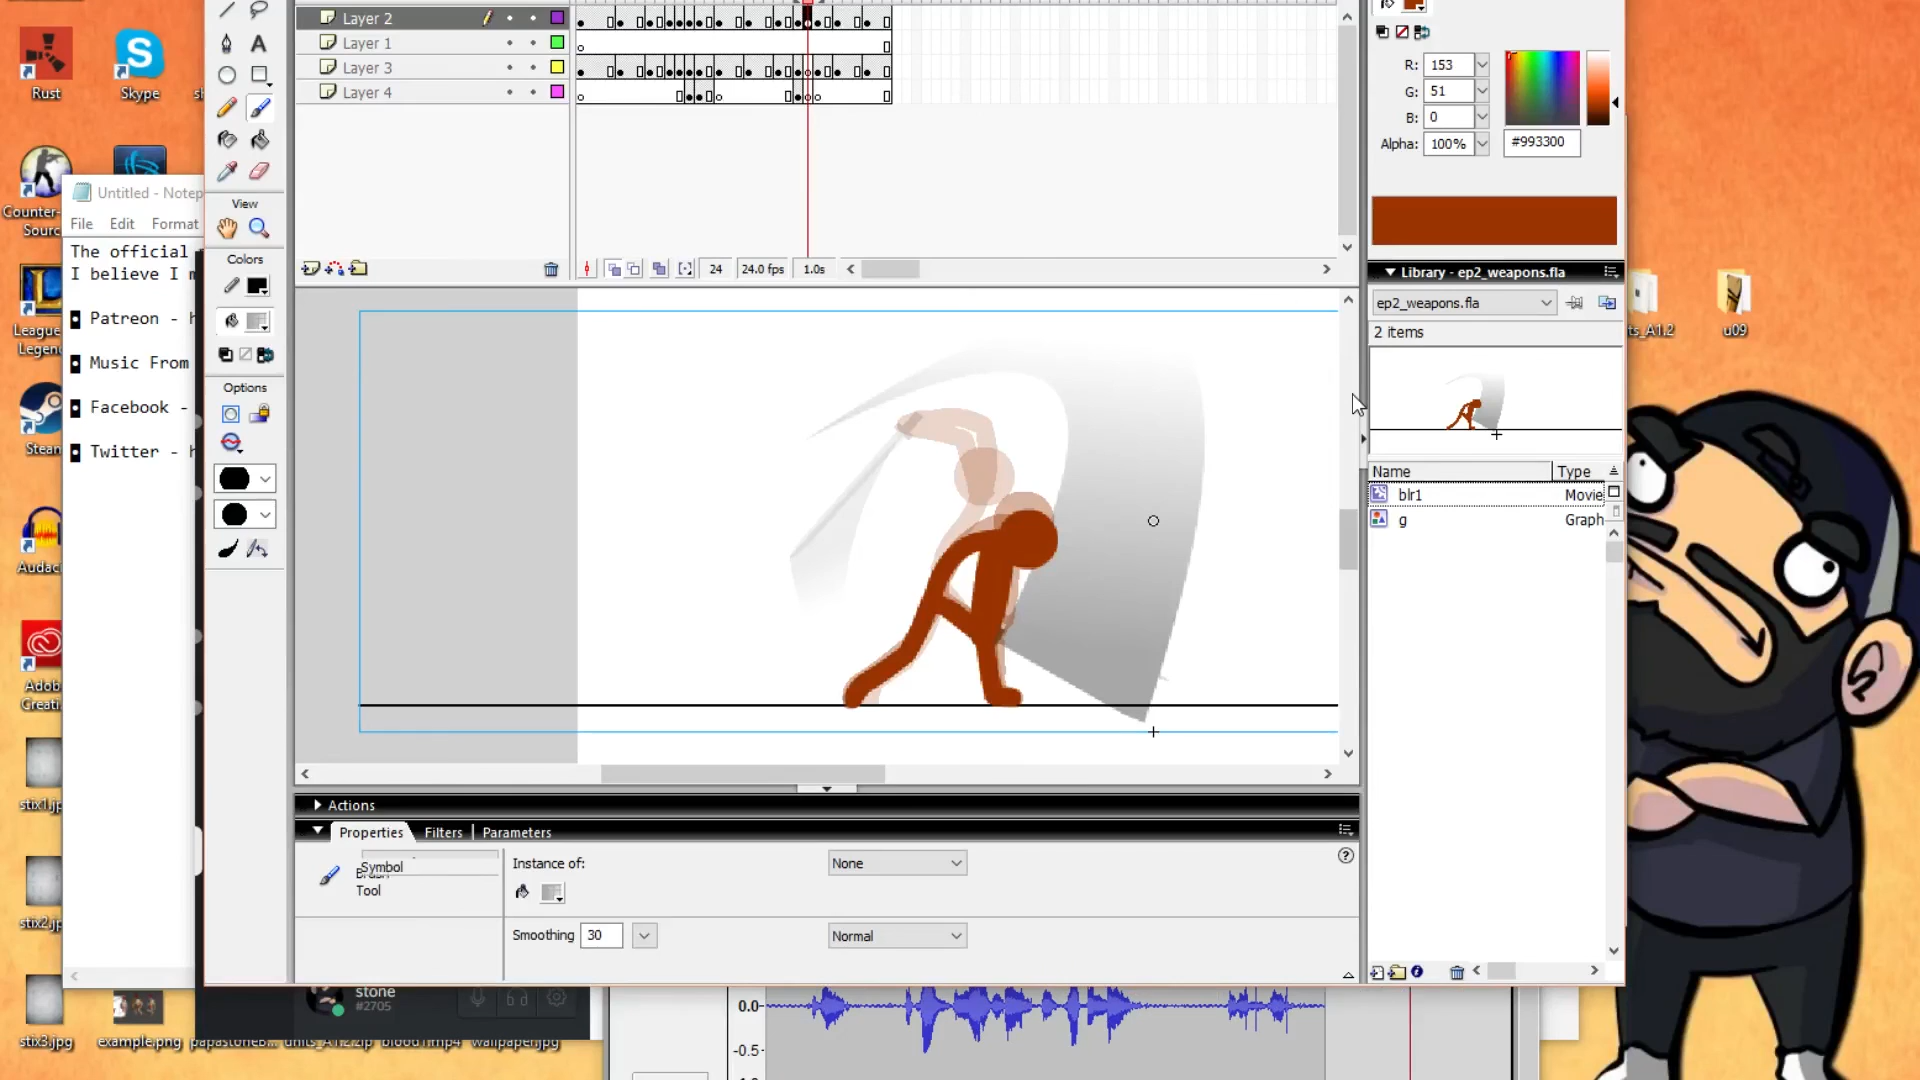 Rust
Skype
Counter-
Sourc
League
Legen
Steam
Audac
Adob
Creati
stix1.jp
stix2.jp
stix3.jpg
example.png
wallpaper.jpg
Untitled - Notep
File Edit Format
The official
I believe I m
Patreon - h
Music From
Facebook -
Twitter - h
View
Colors
Options
Layer 2
Layer 1
Layer 3
Layer 4
24
24.0 fps
1.0s
R: 153
G: 51
B: 0
Alpha: 100%
#993300
Library - ep2_weapons.fla
ep2_weapons.fla
2 items
Name Type
blr1 Movie
g Graph
ts_A1.2
u09
Actions
Properties Filters Parameters
Symbol
Tool
Instance of:
None
Smoothing 30
Normal
stone
#2705
0.0-
-0.5-